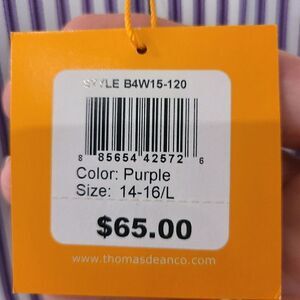 STYLE B4W15-120
8 85654 42572 6
Color: Purple
Size: 14-16/L
$65.00
www.thomasdeanco.com